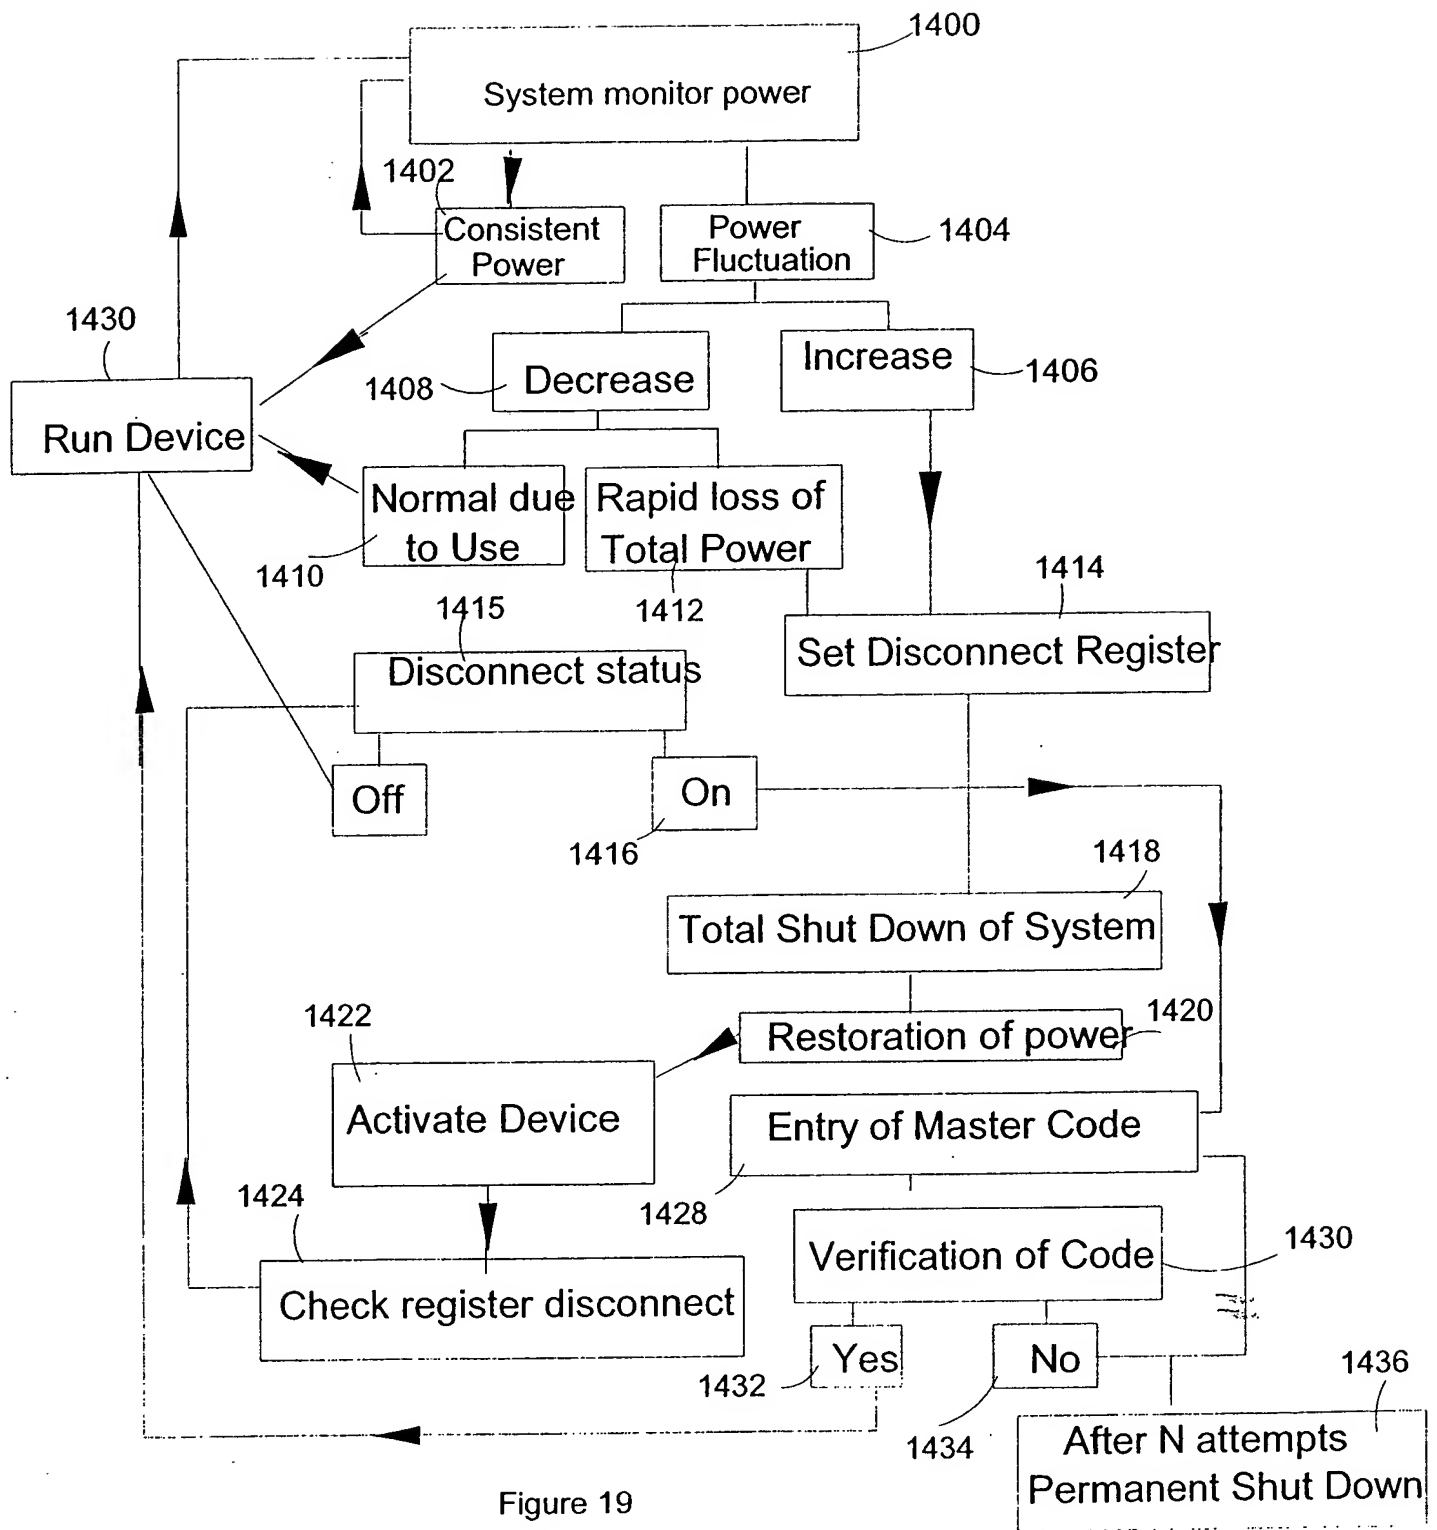 1400
System monitor power
1402
Consistent
Power
Power
Fluctuation
1404
1430
Run Device
1408
Decrease
Increase
1406
Normal due
to Use
1410
Rapid loss of
Total Power
1412
1414
Set Disconnect Register
1415
Disconnect status
Off
On
1416
1418
Total Shut Down of System
1420
Restoration of power
1422
Activate Device
Entry of Master Code
1428
1424
Check register disconnect
Verification of Code
1430
Yes
1432
No
1434
1436
After N attempts
Permanent Shut Down
Figure 19